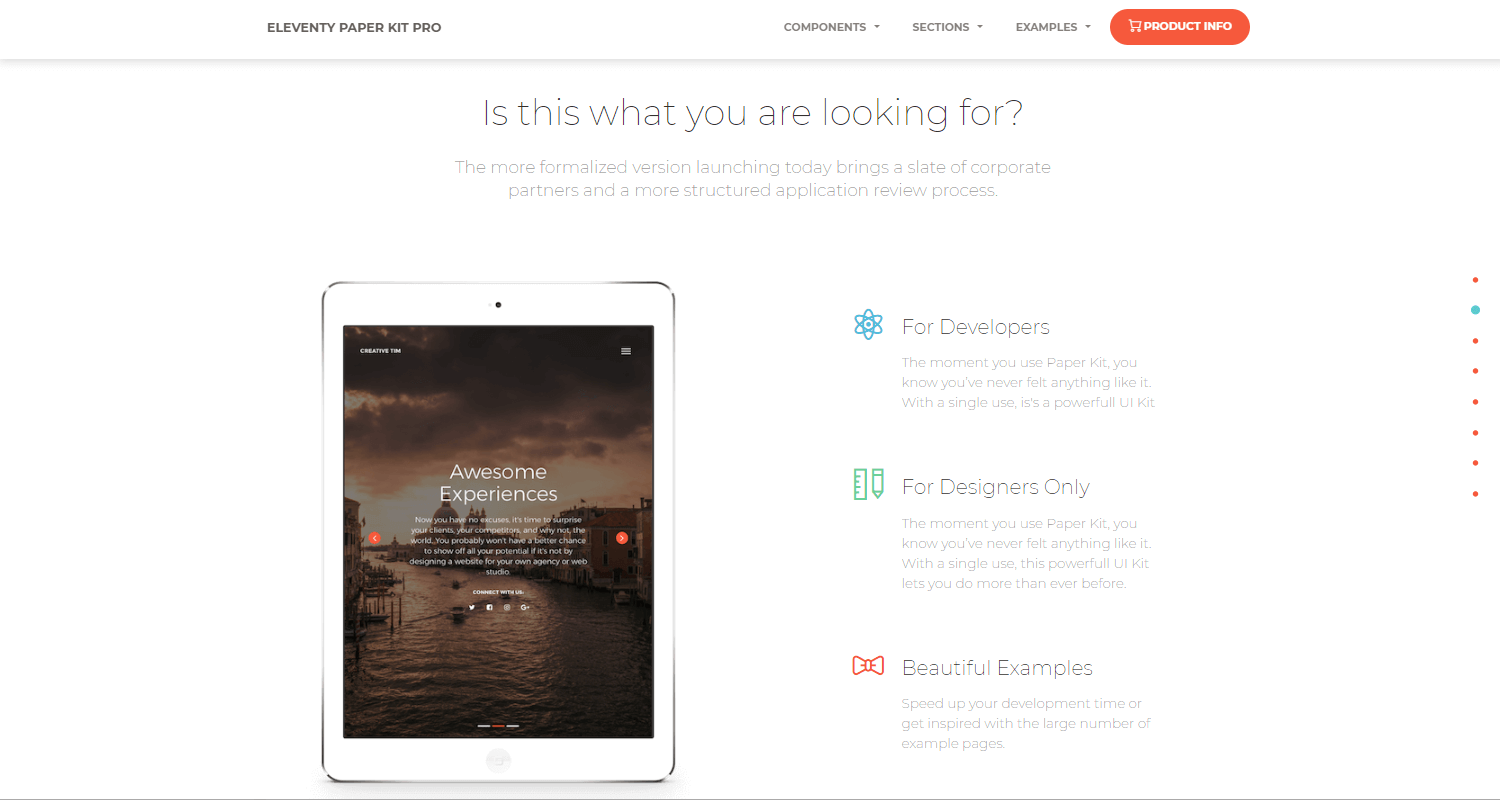 ELEVENTY PAPER KIT PRO
COMPONENTS
SECTIONS
EXAMPLES
PRODUCT INFO
Is this what you are looking for?
The more formalized version launching today brings a slate of corporate
partners and a more structured application review process.
CREATIVE TIM
Awesome
Experiences
Now you have no excuses, it's time to surprise
your clients, your competitors, and why not, the
world. You probably won't have a better chance
to show off all your potential if it's not by
designing a website for your own agency or web
studio.
CONNECT WITH US:
G+
For Developers
The moment you use Paper Kit, you
know you've never felt anything like it.
With a single use, is's a powerfull UI Kit
For Designers Only
The moment you use Paper Kit, you
know you've never felt anything like it.
With a single use, this powerfull UI Kit
lets you do more than ever before.
Beautiful Examples
Speed up your development time or
get inspired with the large number of
example pages.